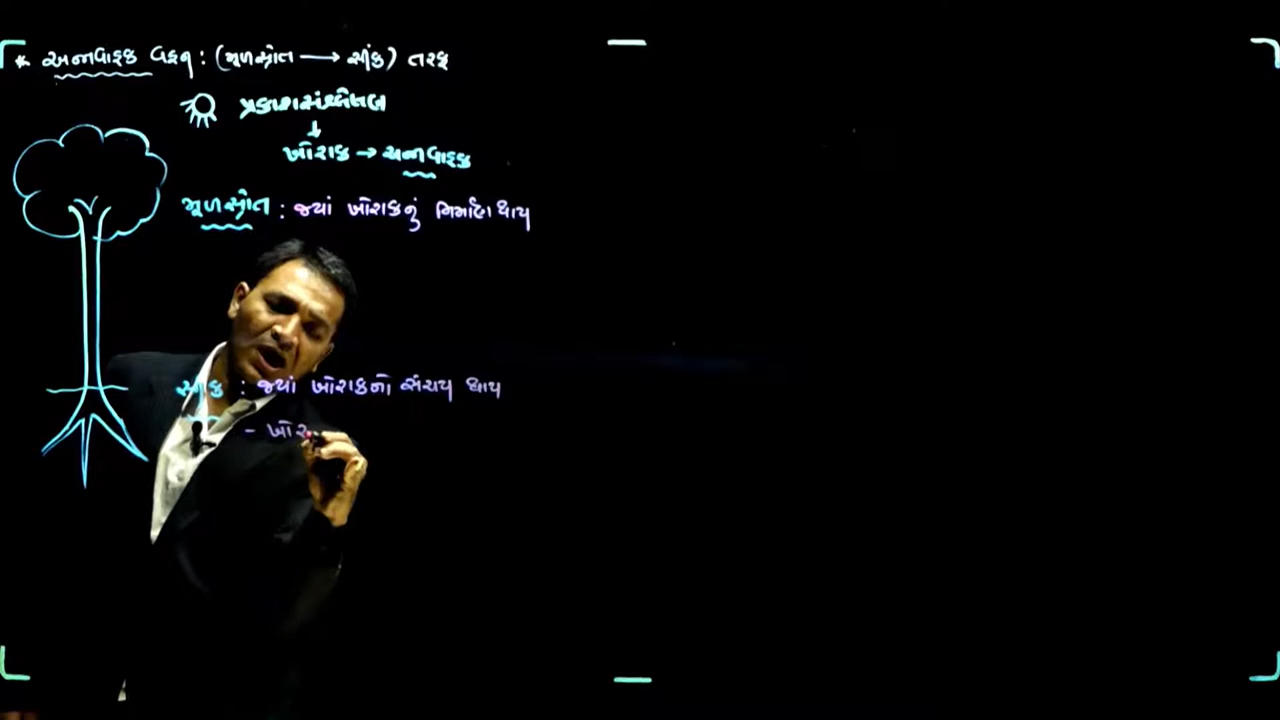 * અન્નવાહક વહન : (મૂળસ્રોત → સીંક) તરફ
પ્રકાશસંશ્લેષણ
↓
ખોરાક → અન્નવાહક
મૂળસ્રોત : જ્યાં ખોરાકનું નિર્માણ થાય
સીંક : જ્યાં ખોરાકનો સંચય થાય
- ખોર